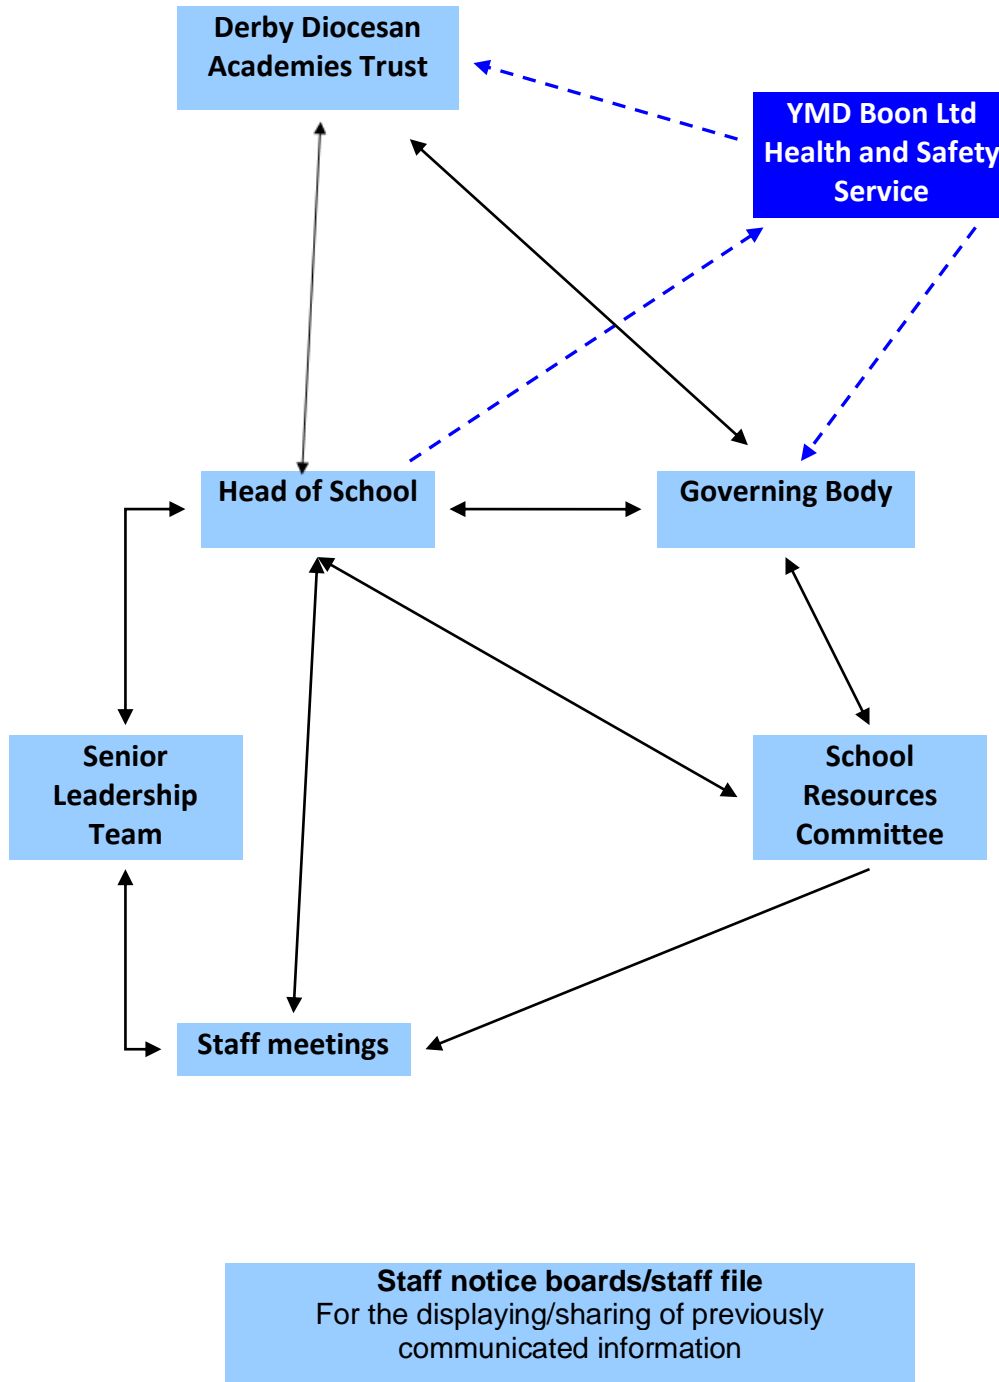 Derby Diocesan
Academies Trust
YMD Boon Ltd
Health and Safety
Service
Head of School
Governing Body
Senior
Leadership
Team
School
Resources
Committee
Staff meetings
Staff notice boards/staff file
For the displaying/sharing of previously
communicated information